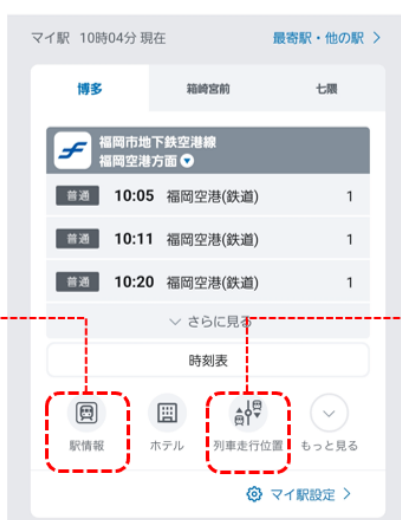 マイ駅 10時04分 現在
最寄駅・他の駅
博多 箱崎宮前 七隈
福岡市地下鉄空港線
福岡空港方面
普通 10:05 福岡空港(鉄道) 1
普通 10:11 福岡空港(鉄道) 1
普通 10:20 福岡空港(鉄道) 1
さらに見る
時刻表
駅情報 ホテル 列車走行位置 もっと見る
マイ駅設定